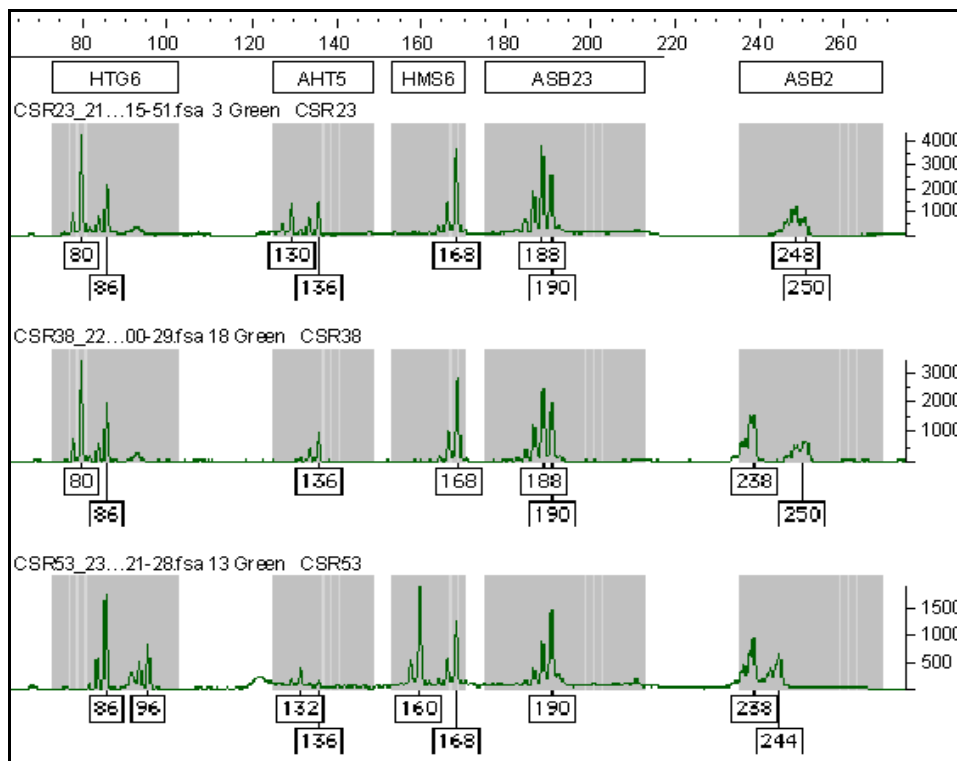 80 100 120 140 160 180 200 220 240 260
HTG6 AHT5 HMS6 ASB23 ASB2
CSR23_21...15-51.fsa 3 Green CSR23
4000
3000
2000
1000
80 130 168 188 248
86 136 190 250
CSR38_22...00-29.fsa 18 Green CSR38
3000
2000
1000
80 136 168 188 238
86 190 250
CSR53_23...21-28.fsa 13 Green CSR53
1500
1000
500
86 96 132 160 190 238
136 168 244